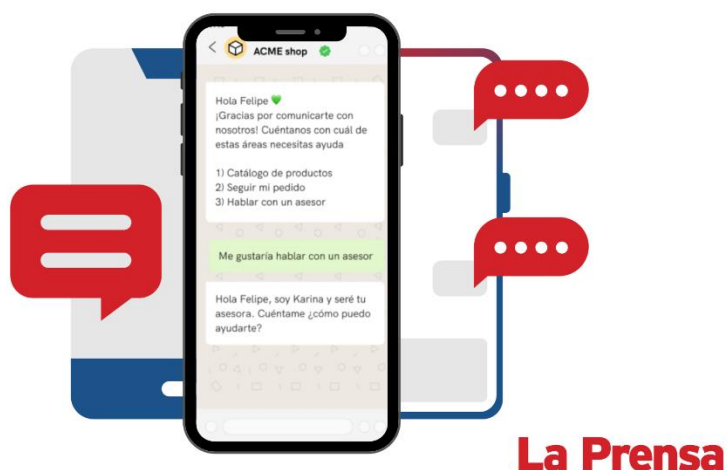 ACME shop
Hola Felipe 💚
¡Gracias por comunicarte con
nosotros! Cuéntanos con cuál de
estas áreas necesitas ayuda
1) Catálogo de productos
2) Seguir mi pedido
3) Hablar con un asesor
Me gustaría hablar con un asesor
Hola Felipe, soy Karina y seré tu
asesora. Cuéntame ¿cómo puedo
ayudarte?
La Prensa